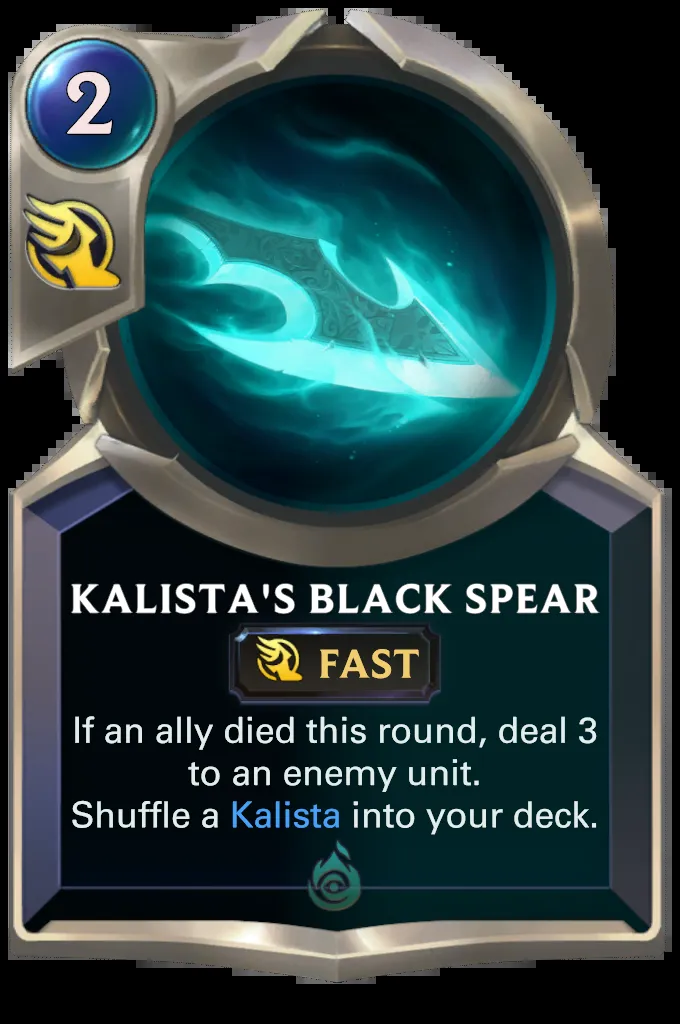 2
KALISTA'S BLACK SPEAR
FAST
If an ally died this round, deal 3
to an enemy unit.
Shuffle a Kalista into your deck.